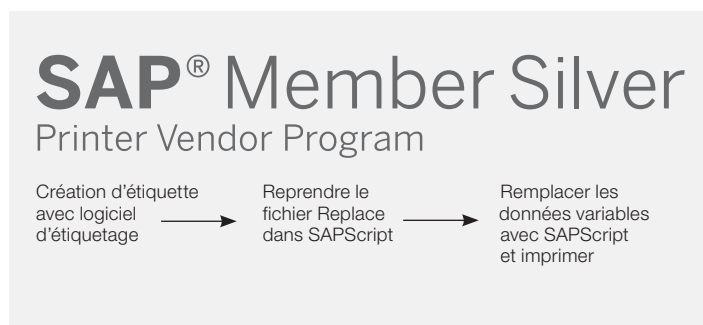 SAP® Member Silver
Printer Vendor Program
Création d’étiquette
avec logiciel
d’étiquetage
Reprendre le
fichier Replace
dans SAPScript
Remplacer les
données variables
avec SAPScript
et imprimer